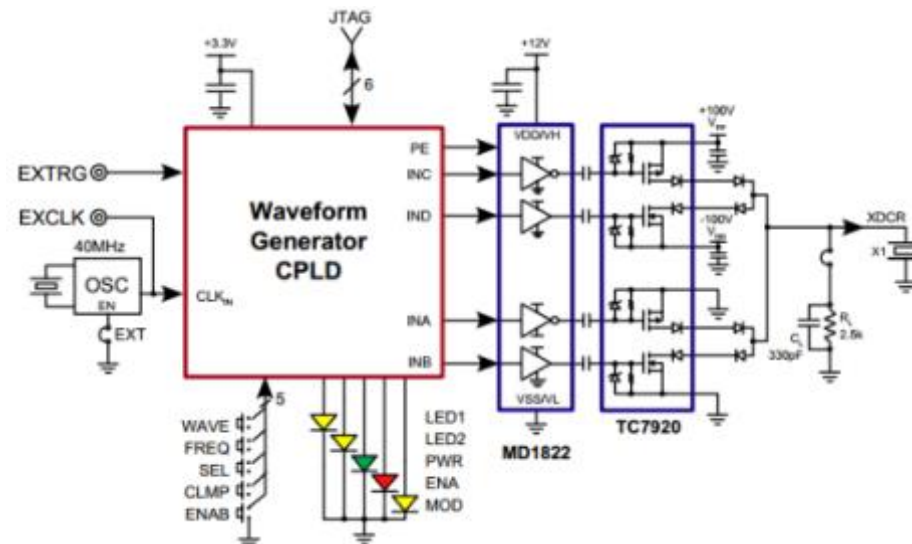 JTAG
+3.3V
6
+12V
+100V
VPP
VDD/VH
PE
EXTRG
INC
EXCLK
Waveform
Generator
CPLD
IND
-100V
XDCR
X1
40MHz
OSC
EN
CLKIN
EXT
INA
INB
RL
2.5k
CL
330pF
VSS/VL
TC7920
MD1822
5
WAVE
FREQ
SEL
CLMP
ENAB
LED1
LED2
PWR
ENA
MOD